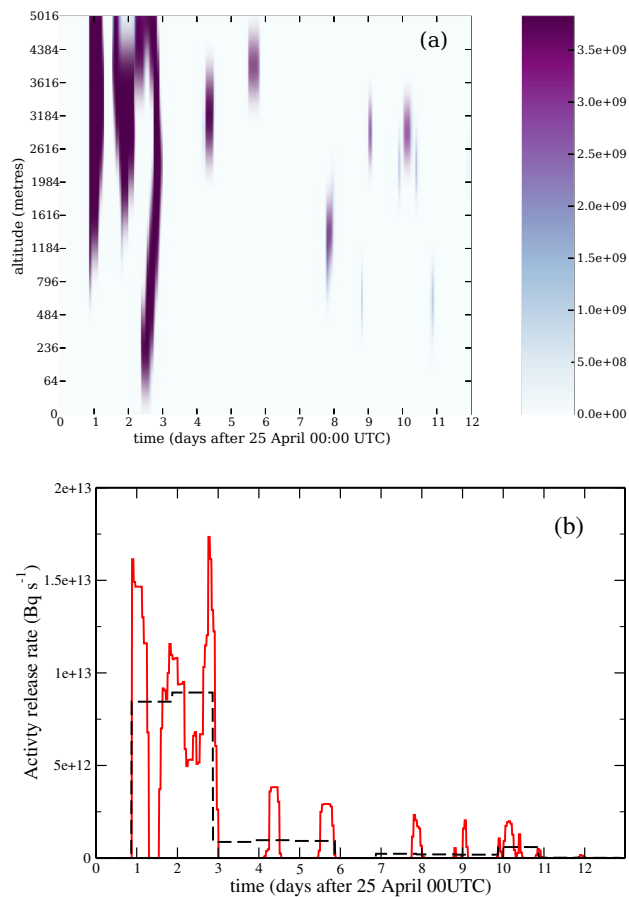 5016
4384
3616
3184
2616
1984
1616
1184
796
484
236
64
0
altitude (metres)
(a)
0 1 2 3 4 5 6 7 8 9 10 11 12
time (days after 25 April 00:00 UTC)
3.5e+09
3.0e+09
2.5e+09
2.0e+09
1.5e+09
1.0e+09
5.0e+08
0.0e+00
2e+13
1.5e+13
1e+13
5e+12
0
Activty release rate (Bq s⁻¹)
(b)
0 1 2 3 4 5 6 7 8 9 10 11 12
time (days after 25 April 00UTC)